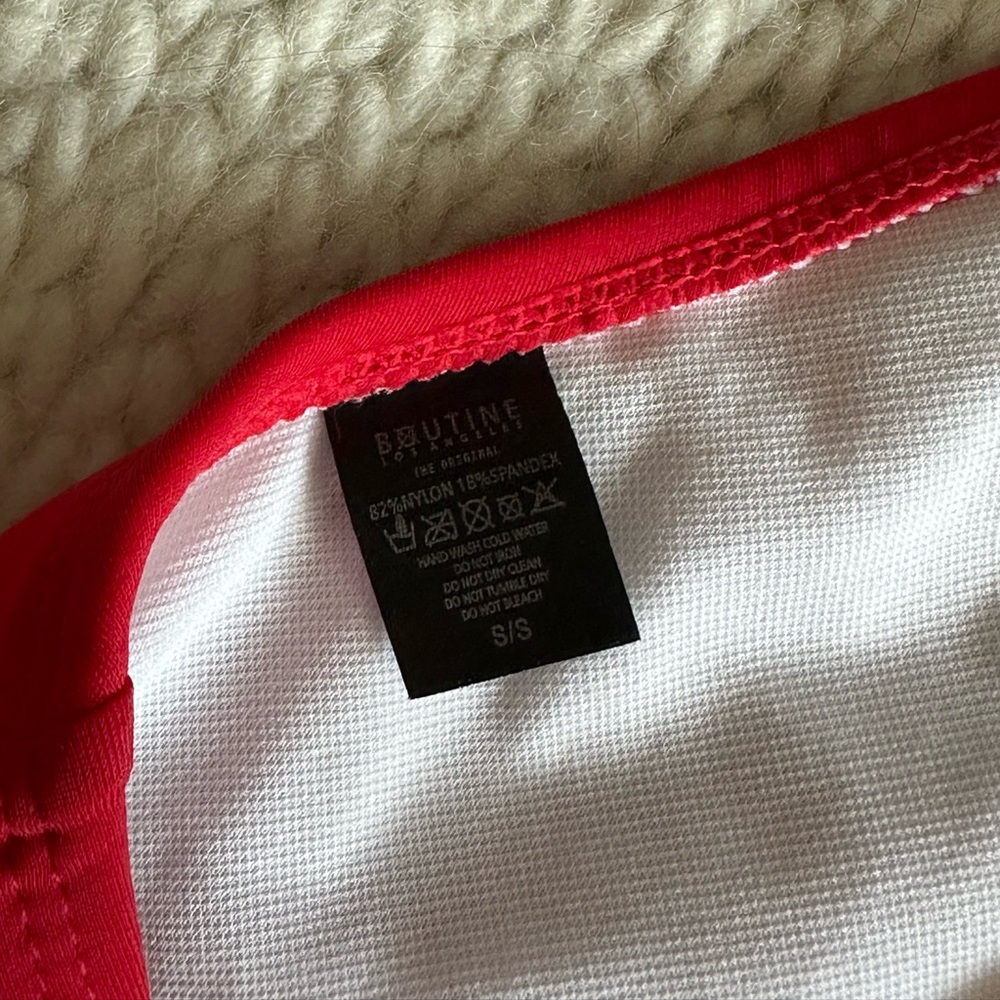 BOUTINE
LOS ANGELES
THE ORIGINAL
82%NYLON 18%SPANDEX
HAND WASH COLD WATER
DO NOT IRON
DO NOT DRY CLEAN
DO NOT TUMBLE DRY
DO NOT BLEACH
S/S